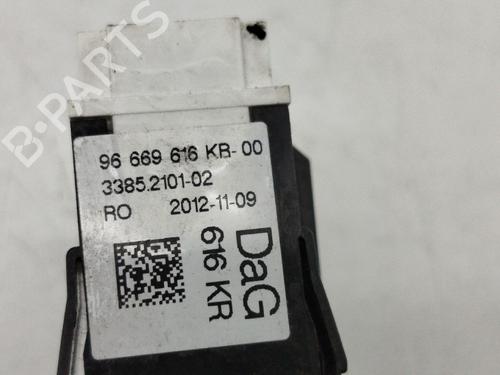 96 669 616 KR-00
3385.2101-02
RO 2012-11-09
DaG
616 KR
B-PARTS